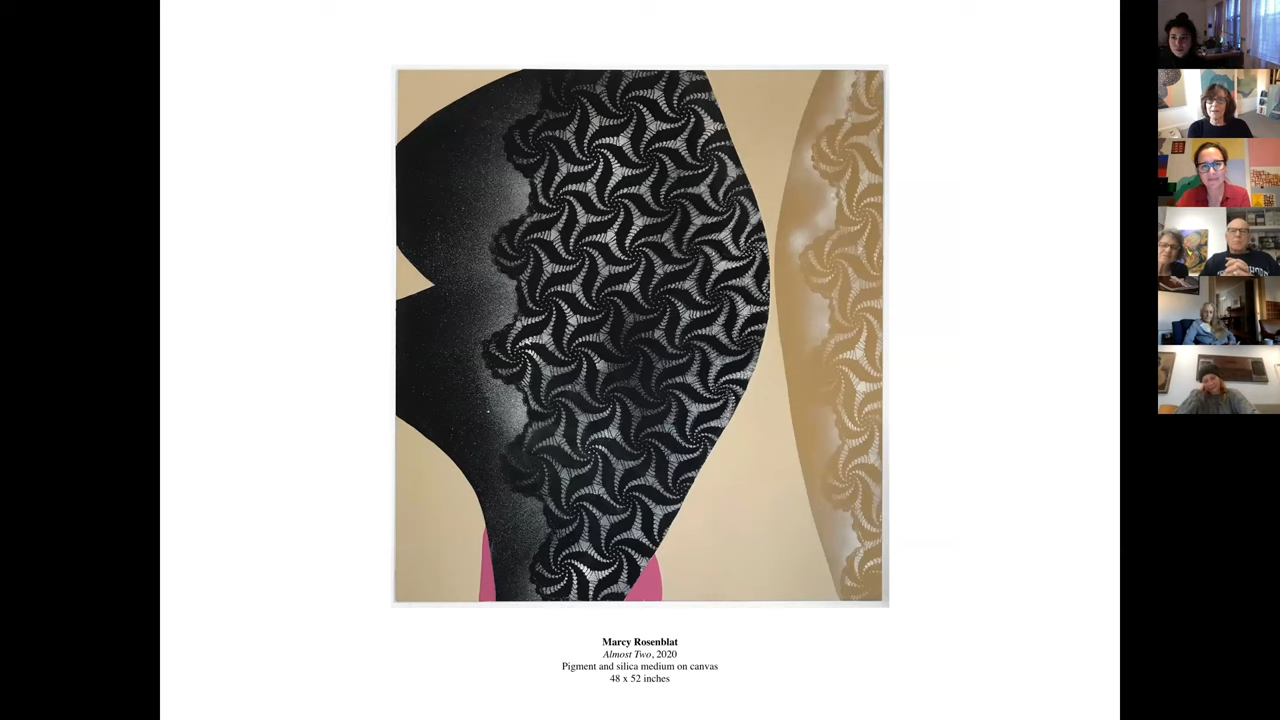 Marcy Rosenblat
Almost Two, 2020
Pigment and silica medium on canvas
48 x 52 inches